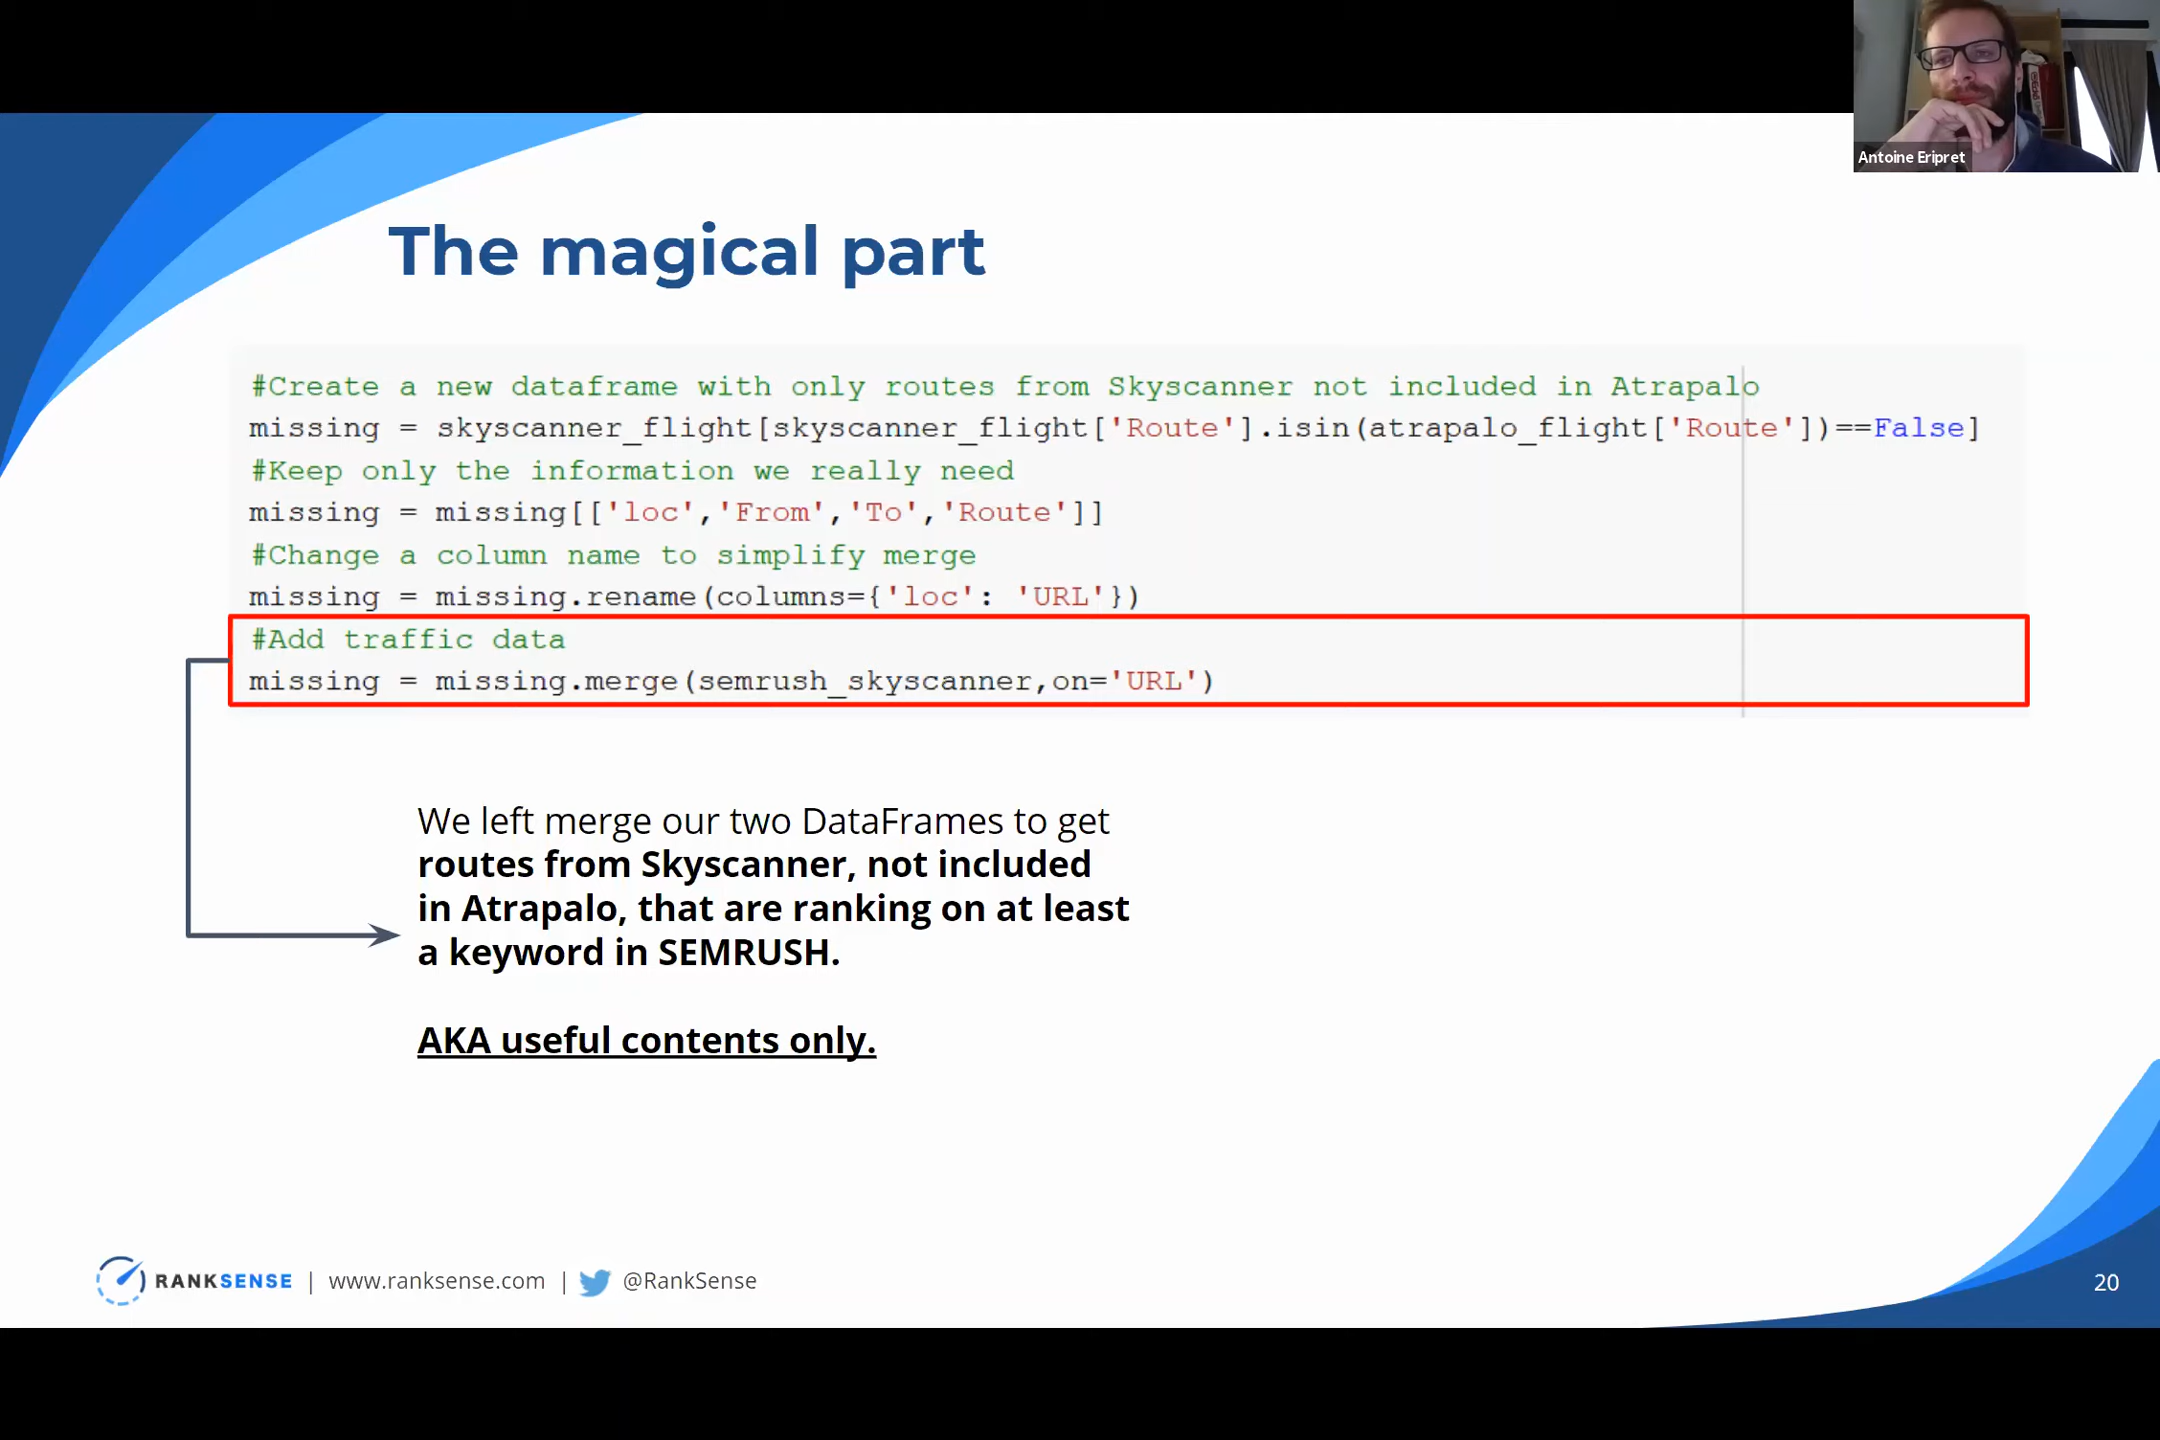 Antoine Eripret
The magical part
#Create a new dataframe with only routes from Skyscanner not included in Atrapalo
missing = skyscanner_flight[skyscanner_flight['Route'].isin(atrapalo_flight['Route'])==False]
#Keep only the information we really need
missing = missing[['loc','From','To','Route']]
#Change a column name to simplify merge
missing = missing.rename(columns={'loc': 'URL'})
#Add traffic data
missing = missing.merge(semrush_skyscanner,on='URL')
We left merge our two DataFrames to get
routes from Skyscanner, not included
in Atrapalo, that are ranking on at least
a keyword in SEMRUSH.
AKA useful contents only.
RANKSENSE | www.ranksense.com | @RankSense
20